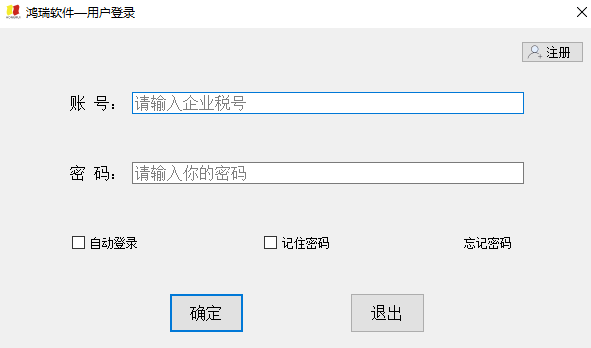 鸿瑞软件—用户登录
注册
账 号：
请输入企业税号
密 码：
请输入你的密码
自动登录
记住密码
忘记密码
确定
退出